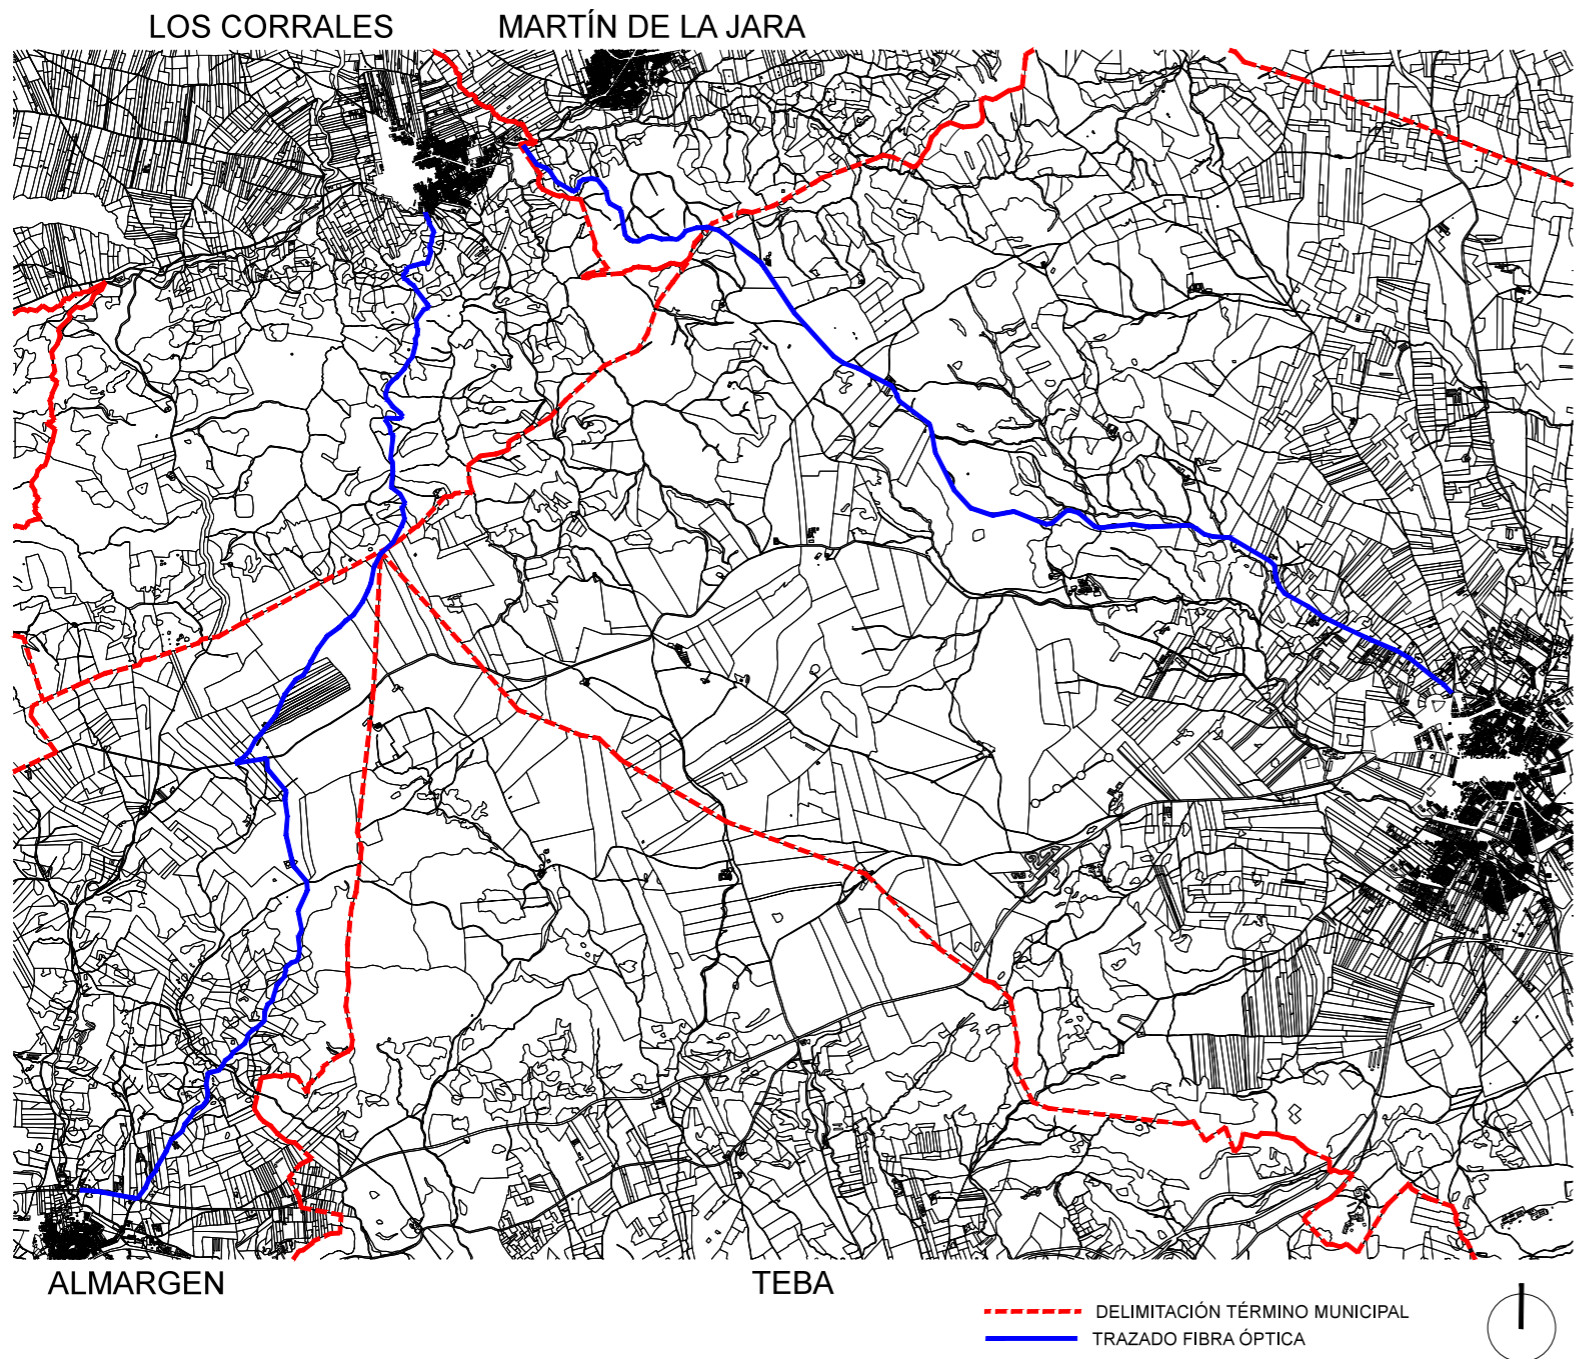 LOS CORRALES
MARTÍN DE LA JARA
ALMARGEN
TEBA
DELIMITACIÓN TÉRMINO MUNICIPAL
TRAZADO FIBRA ÓPTICA